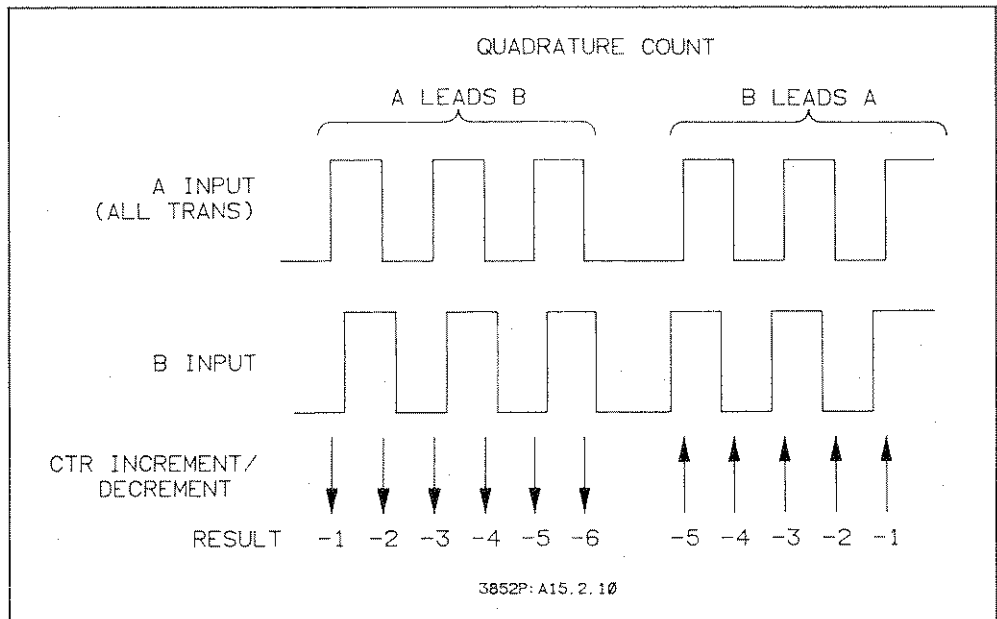 QUADRATURE COUNT
A LEADS B
B LEADS A
A INPUT
(ALL TRANS)
B INPUT
CTR INCREMENT/
DECREMENT
RESULT -1 -2 -3 -4 -5 -6 -5 -4 -3 -2 -1
3852P: A15.2.10